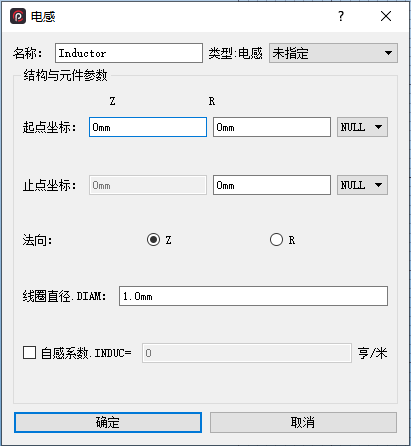 电感
名称: Inductor 类型:电感 未指定
结构与元件参数
Z R
起点坐标: 0mm 0mm NULL
止点坐标: 0mm 0mm NULL
法向: Z R
线圈直径.DIAM: 1.0mm
自感系数.INDUC= 0 亨/米
确定 取消